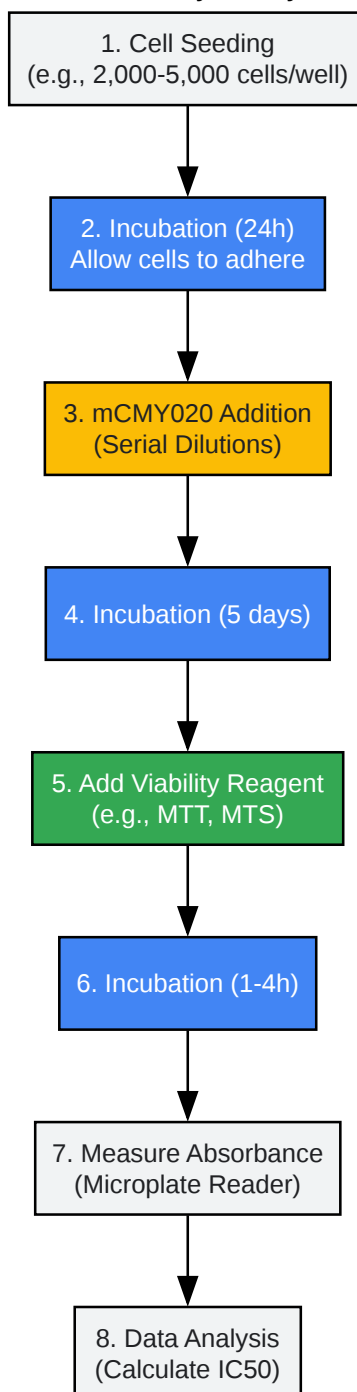 1. Cell Seeding
(e.g., 2,000-5,000 cells/well)
2. Incubation (24h)
Allow cells to adhere
3. mCMY020 Addition
(Serial Dilutions)
4. Incubation (5 days)
5. Add Viability Reagent
(e.g., MTT, MTS)
6. Incubation (1-4h)
7. Measure Absorbance
(Microplate Reader)
8. Data Analysis
(Calculate IC50)